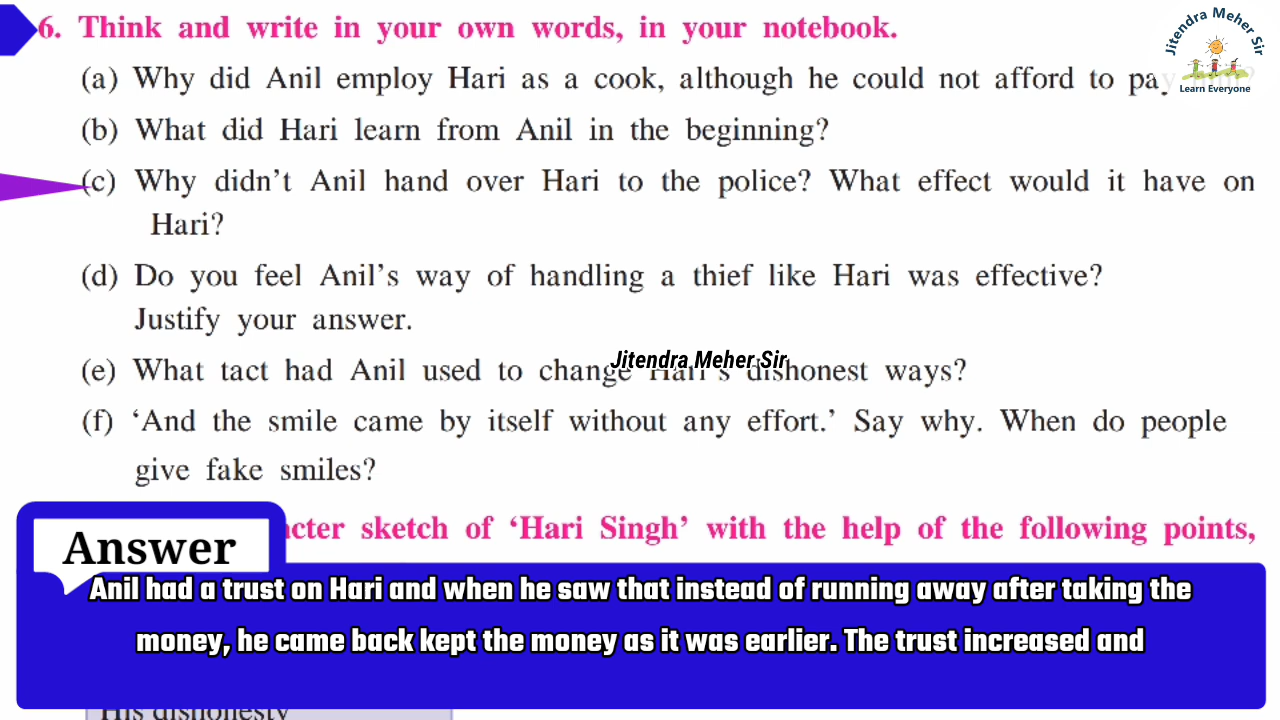 6. Think and write in your own words, in your notebook.
Jitendra Meher Sir
Learn Everyone
(a) Why did Anil employ Hari as a cook, although he could not afford to pay
(b) What did Hari learn from Anil in the beginning?
(c) Why didn't Anil hand over Hari to the police? What effect would it have on
Hari?
(d) Do you feel Anil's way of handling a thief like Hari was effective?
Justify your answer.
Jitendra Meher Sir
(e) What tact had Anil used to change Hari's dishonest ways?
(f) 'And the smile came by itself without any effort.' Say why. When do people
give fake smiles?
sketch of 'Hari Singh' with the help of the following points,
Answer
Anil had a trust on Hari and when he saw that instead of running away after taking the
money, he came back kept the money as it was earlier. The trust increased and
His dishonesty